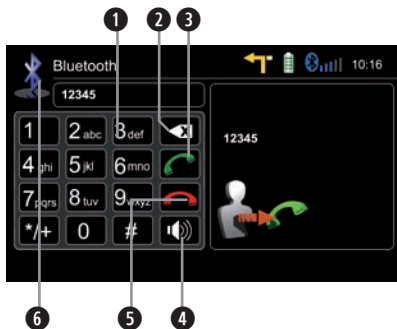 1 2 3
Bluetooth 10:16
12345
1 2 abc 3 def
4 ghi 5 jkl 6 mno
7 pqrs 8 tuv 9 wxyz
*/+ 0 #
12345
6 5 4